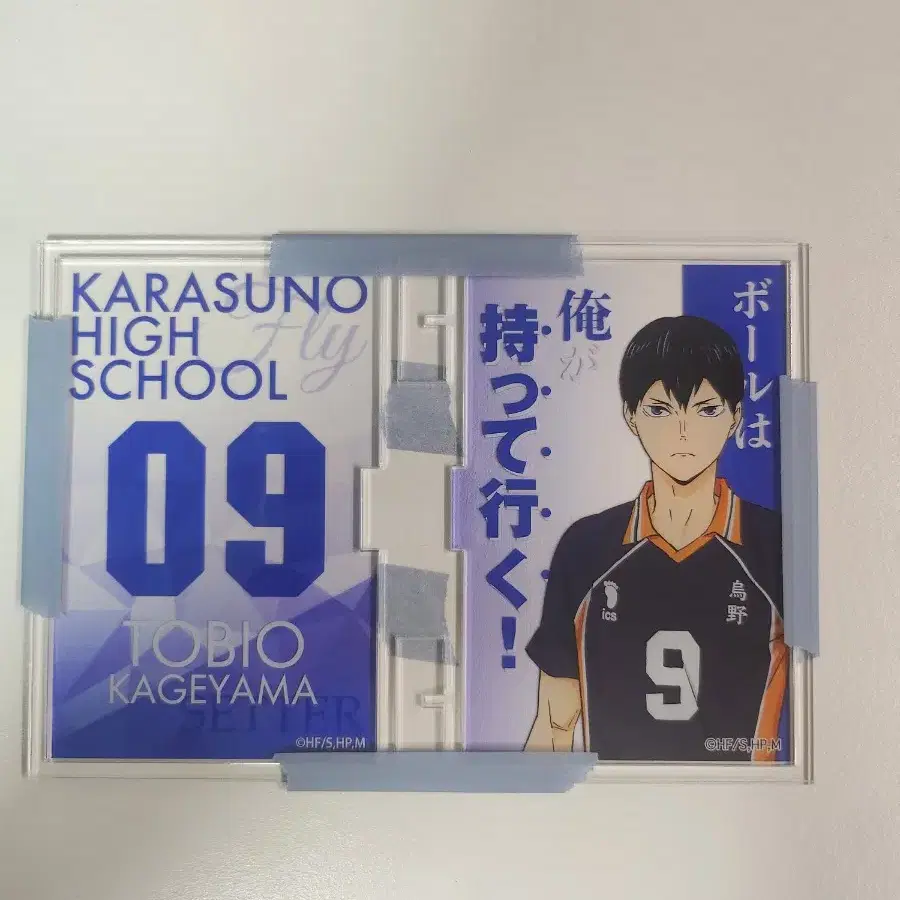 KARASUNO
HIGH
SCHOOL
Fly
09
TOBIO
KAGEYAMA
SETTER
©HF/S,HP,M
ボールは
俺が
持って行く!
ics
烏野
9
©HF/S,HP,M